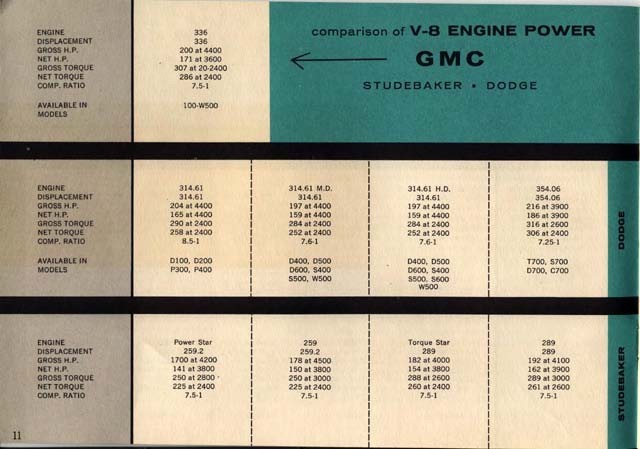 comparison of V-8 ENGINE POWER
GMC
STUDEBAKER • DODGE
ENGINE 336
DISPLACEMENT 336
GROSS H.P. 200 at 4400
NET H.P. 171 at 3600
GROSS TORQUE 307 at 20-2400
NET TORQUE 286 at 2400
COMP. RATIO 7.5-1
AVAILABLE IN 100-W500
MODELS
ENGINE 314.61 314.61 M.D. 314.61 H.D. 354.06
DISPLACEMENT 314.61 314.61 314.61 354.06
GROSS H.P. 204 at 4400 197 at 4400 197 at 4400 216 at 3900
NET H.P. 165 at 4400 159 at 4400 159 at 4400 186 at 3900
GROSS TORQUE 290 at 2400 284 at 2400 284 at 2400 316 at 2600
NET TORQUE 258 at 2400 252 at 2400 252 at 2400 306 at 2400
COMP. RATIO 8.5-1 7.6-1 7.6-1 7.25-1
AVAILABLE IN D100, D200 D400, D500 D400, D500 T700, S700
MODELS P300, P400 D600, S400 D600, S400 D700, C700
S500, W500 S500, S600
W500
DODGE
ENGINE Power Star 259 Torque Star 289
DISPLACEMENT 259.2 259.2 289 289
GROSS H.P. 1700 at 4200 178 at 4500 182 at 4000 192 at 4100
NET H.P. 141 at 3800 150 at 3800 154 at 3800 162 at 3900
GROSS TORQUE 250 at 2800 250 at 3000 288 at 2600 289 at 3000
NET TORQUE 225 at 2400 225 at 2400 260 at 2400 261 at 2600
COMP. RATIO 7.5-1 7.5-1 7.5-1 7.5-1
STUDEBAKER
11